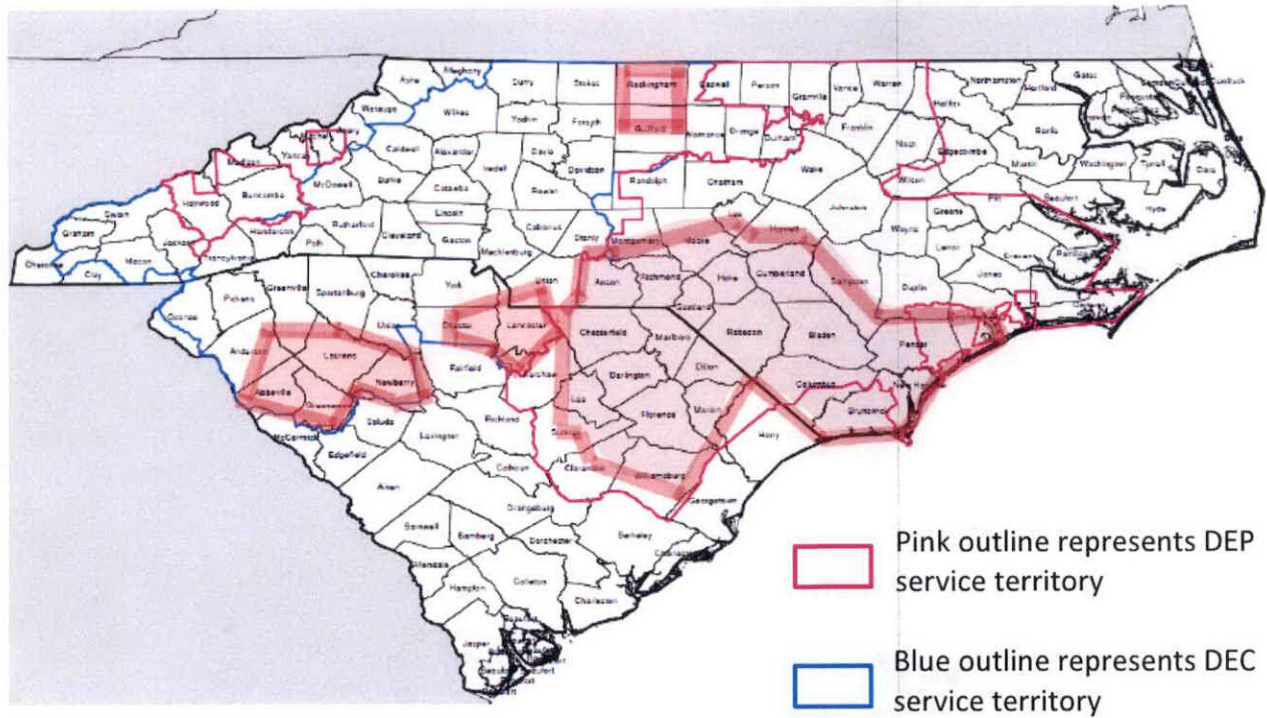 Ashe
Alleghany
Surry
Stokes
Rockingham
Caswell
Person
Granville
Vance
Warren
Northampton
Hertford
Gates
Halifax
Watauga
Wilkes
Yadkin
Forsyth
Guilford
Alamance
Orange
Durham
Franklin
Nash
Edgecombe
Bertie
Martin
Washington
Tyrrell
Dare
Madison
Yancey
Caldwell
Alexander
Iredell
Davie
Davidson
Randolph
Chatham
Wake
Wilson
Pitt
Beaufort
Hyde
Haywood
Buncombe
McDowell
Burke
Catawba
Rowan
Johnston
Greene
Wayne
Lenoir
Craven
Pamlico
Jones
Swain
Graham
Jackson
Henderson
Polk
Rutherford
Cleveland
Lincoln
Gaston
Mecklenburg
Cabarrus
Stanly
Montgomery
Moore
Lee
Harnett
Cherokee
Clay
Macon
Transylvania
Union
Anson
Richmond
Scotland
Hoke
Cumberland
Sampson
Duplin
Robeson
Bladen
Pender
Columbus
Brunswick
New Hanover
Oconee
Pickens
Greenville
Spartanburg
Cherokee
York
Union
Chester
Lancaster
Chesterfield
Marlboro
Dillon
Darlington
Anderson
Laurens
Abbeville
Greenwood
Newberry
Fairfield
Kershaw
Lee
Florence
Marion
Horry
McCormick
Saluda
Edgefield
Lexington
Richland
Sumter
Clarendon
Williamsburg
Georgetown
Aiken
Calhoun
Orangeburg
Barnwell
Bamberg
Dorchester
Berkeley
Charleston
Allendale
Hampton
Colleton
Charleston
Jasper
Beaufort
Pink outline represents DEP
service territory
Blue outline represents DEC
service territory